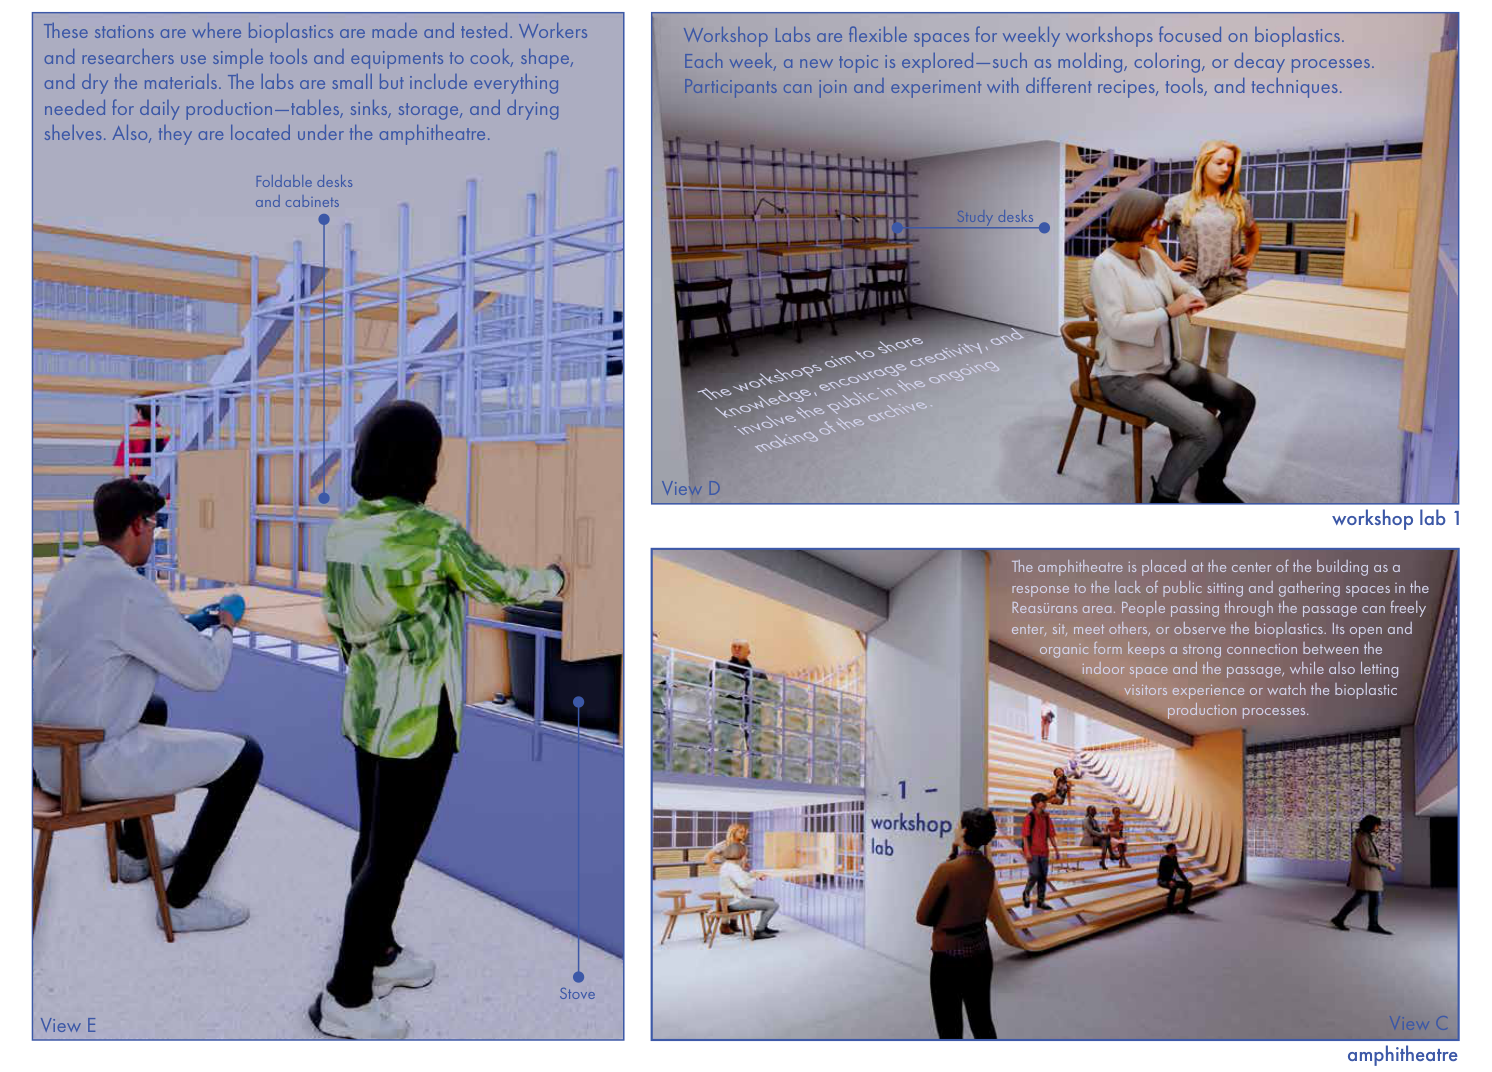 These stations are where bioplastics are made and tested. Workers
and researchers use simple tools and equipments to cook, shape,
and dry the materials. The labs are small but include everything
needed for daily production—tables, sinks, storage, and drying
shelves. Also, they are located under the amphitheatre.
Foldable desks
and cabinets
Stove
View E
Workshop Labs are flexible spaces for weekly workshops focused on bioplastics.
Each week, a new topic is explored—such as molding, coloring, or decay processes.
Participants can join and experiment with different recipes, tools, and techniques.
Study desks
The workshops aim to share
knowledge, encourage creativity, and
involve the public in the ongoing
making of the archive.
View D
workshop lab 1
The amphitheatre is placed at the center of the building as a
response to the lack of public sitting and gathering spaces in the
Reasürans area. People passing through the passage can freely
enter, sit, meet others, or observe the bioplastics. Its open and
organic form keeps a strong connection between the
indoor space and the passage, while also letting
visitors experience or watch the bioplastic
production processes.
- 1 -
workshop
lab
View C
amphitheatre